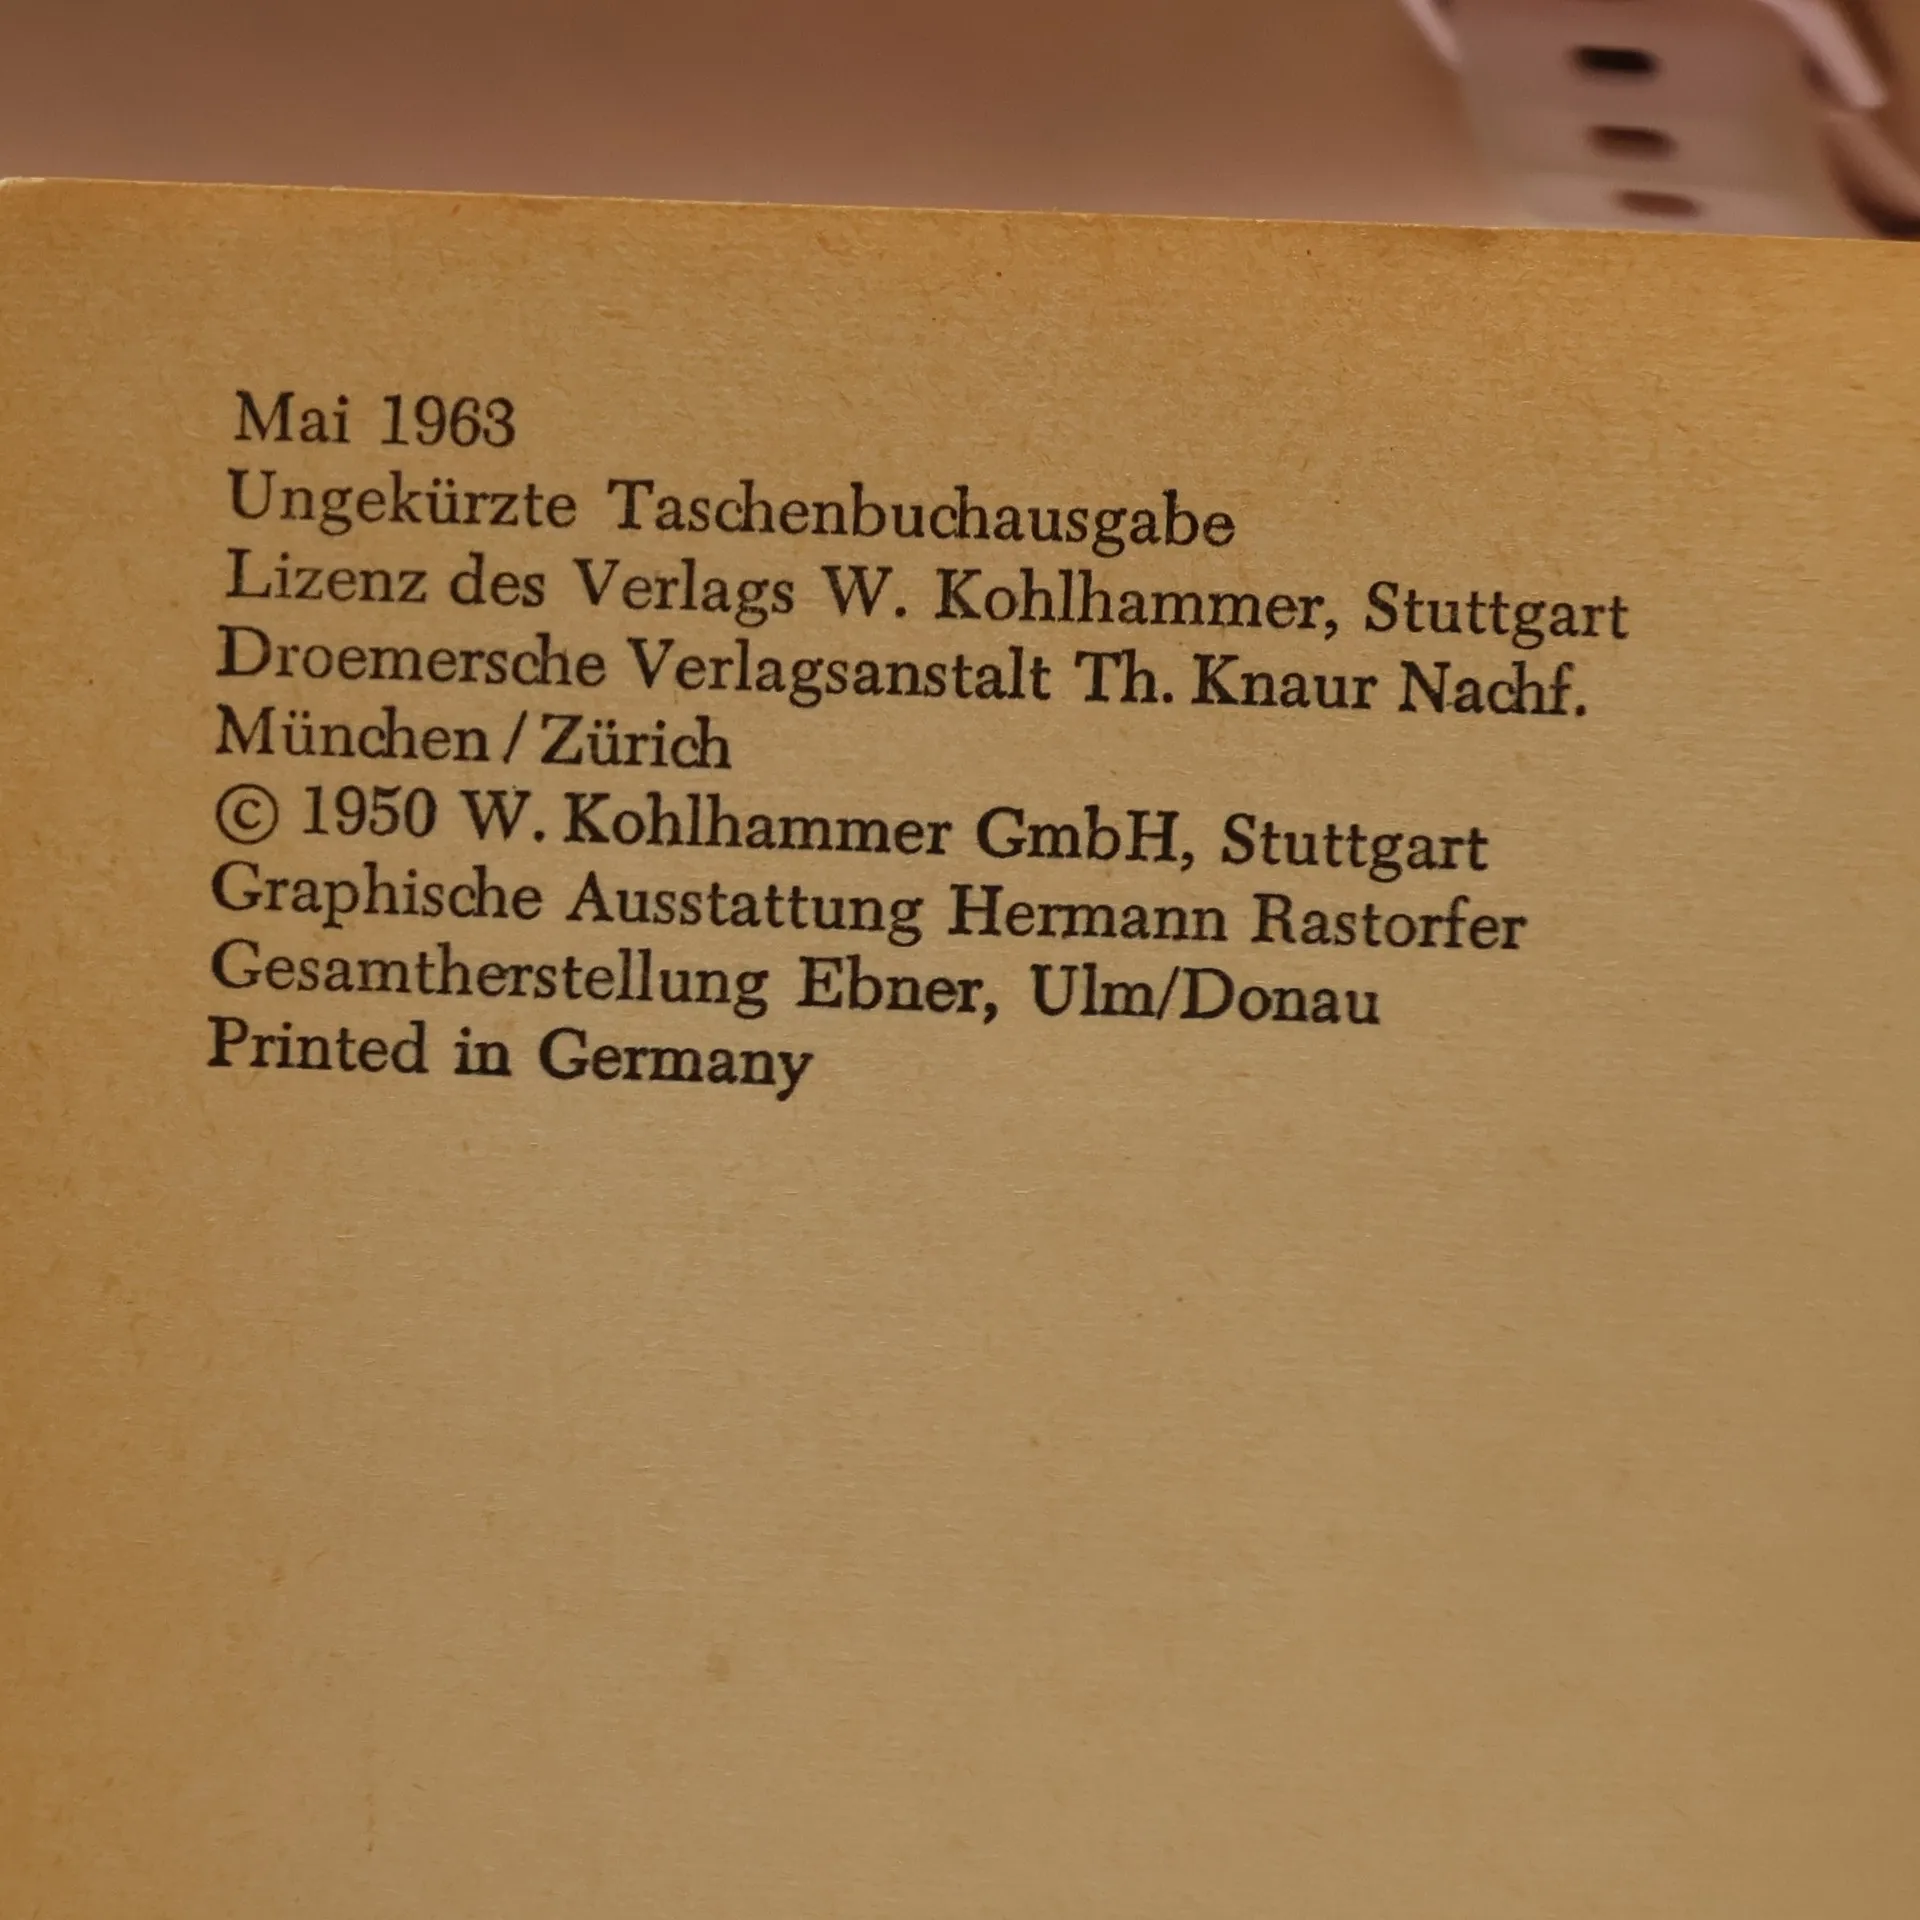 Mai 1963
Ungekürzte Taschenbuchausgabe
Lizenz des Verlags W. Kohlhammer, Stuttgart
Droemersche Verlagsanstalt Th. Knaur Nachf.
München / Zürich
© 1950 W. Kohlhammer GmbH, Stuttgart
Graphische Ausstattung Hermann Rastorfer
Gesamtherstellung Ebner, Ulm/Donau
Printed in Germany